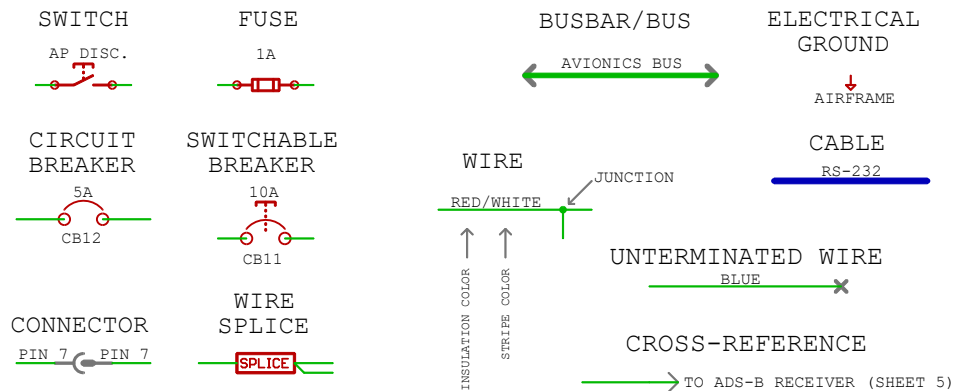 SWITCH
AP DISC.
FUSE
1A
BUSBAR/BUS
AVIONICS BUS
ELECTRICAL
GROUND
AIRFRAME
CIRCUIT
BREAKER
5A
CB12
SWITCHABLE
BREAKER
10A
CB11
WIRE
RED/WHITE
JUNCTION
INSULATION COLOR
STRIPE COLOR
CABLE
RS-232
UNTERMINATED WIRE
BLUE
CONNECTOR
PIN 7
PIN 7
WIRE
SPLICE
SPLICE
CROSS-REFERENCE
TO ADS-B RECEIVER (SHEET 5)